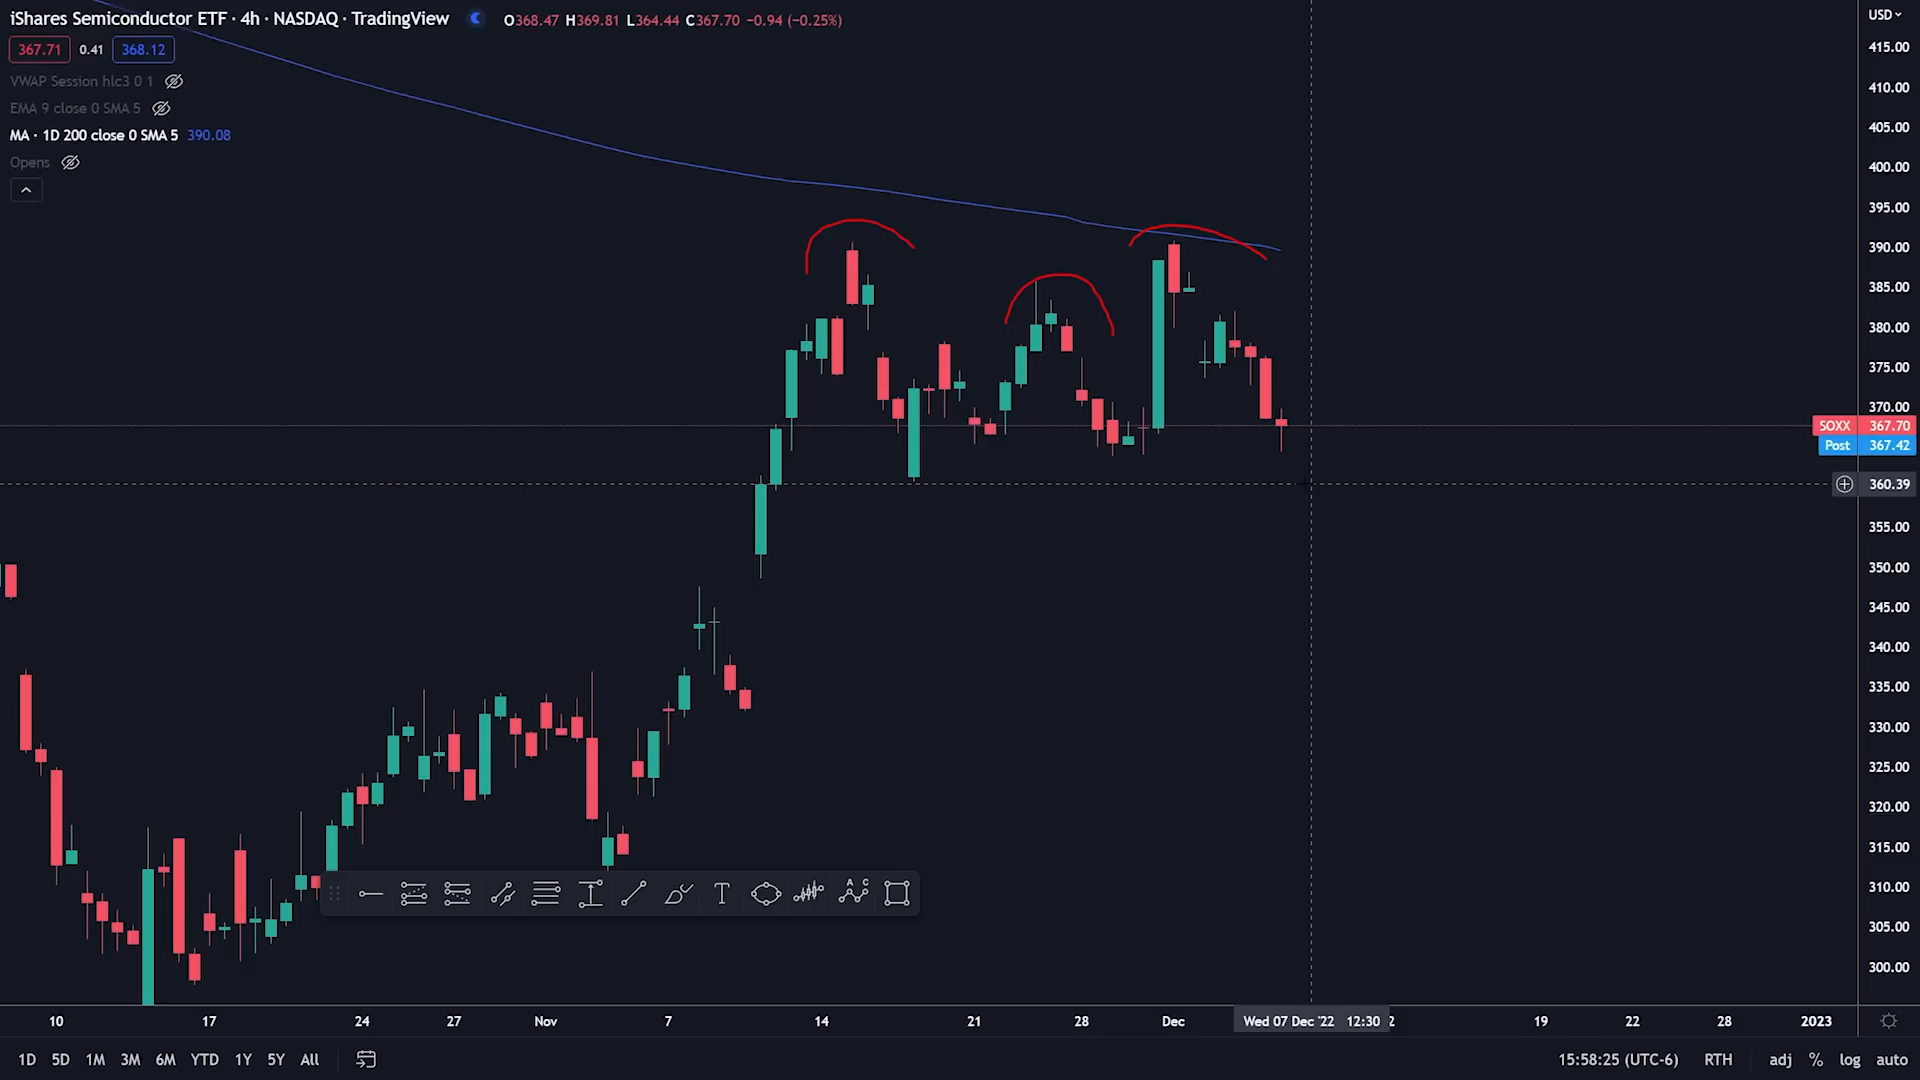 iShares Semiconductor ETF · 4h · NASDAQ · TradingView O368.47 H369.81 L364.44 C367.70 −0.94 (−0.25%)
367.71 0.41 368.12
VWAP Session hlc3 0 1
EMA 9 close 0 SMA 5
MA · 1D 200 close 0 SMA 5 390.08
Opens
USD
415.00
410.00
405.00
400.00
395.00
390.00
385.00
380.00
375.00
370.00
SOXX 367.70
Post 367.42
360.39
355.00
350.00
345.00
340.00
335.00
330.00
325.00
320.00
315.00
310.00
305.00
300.00
10 17 24 27 Nov 7 14 21 28 Dec Wed 07 Dec '22 12:30 2 19 22 28 2023
1D 5D 1M 3M 6M YTD 1Y 5Y All 15:58:25 (UTC-6) RTH adj % log auto